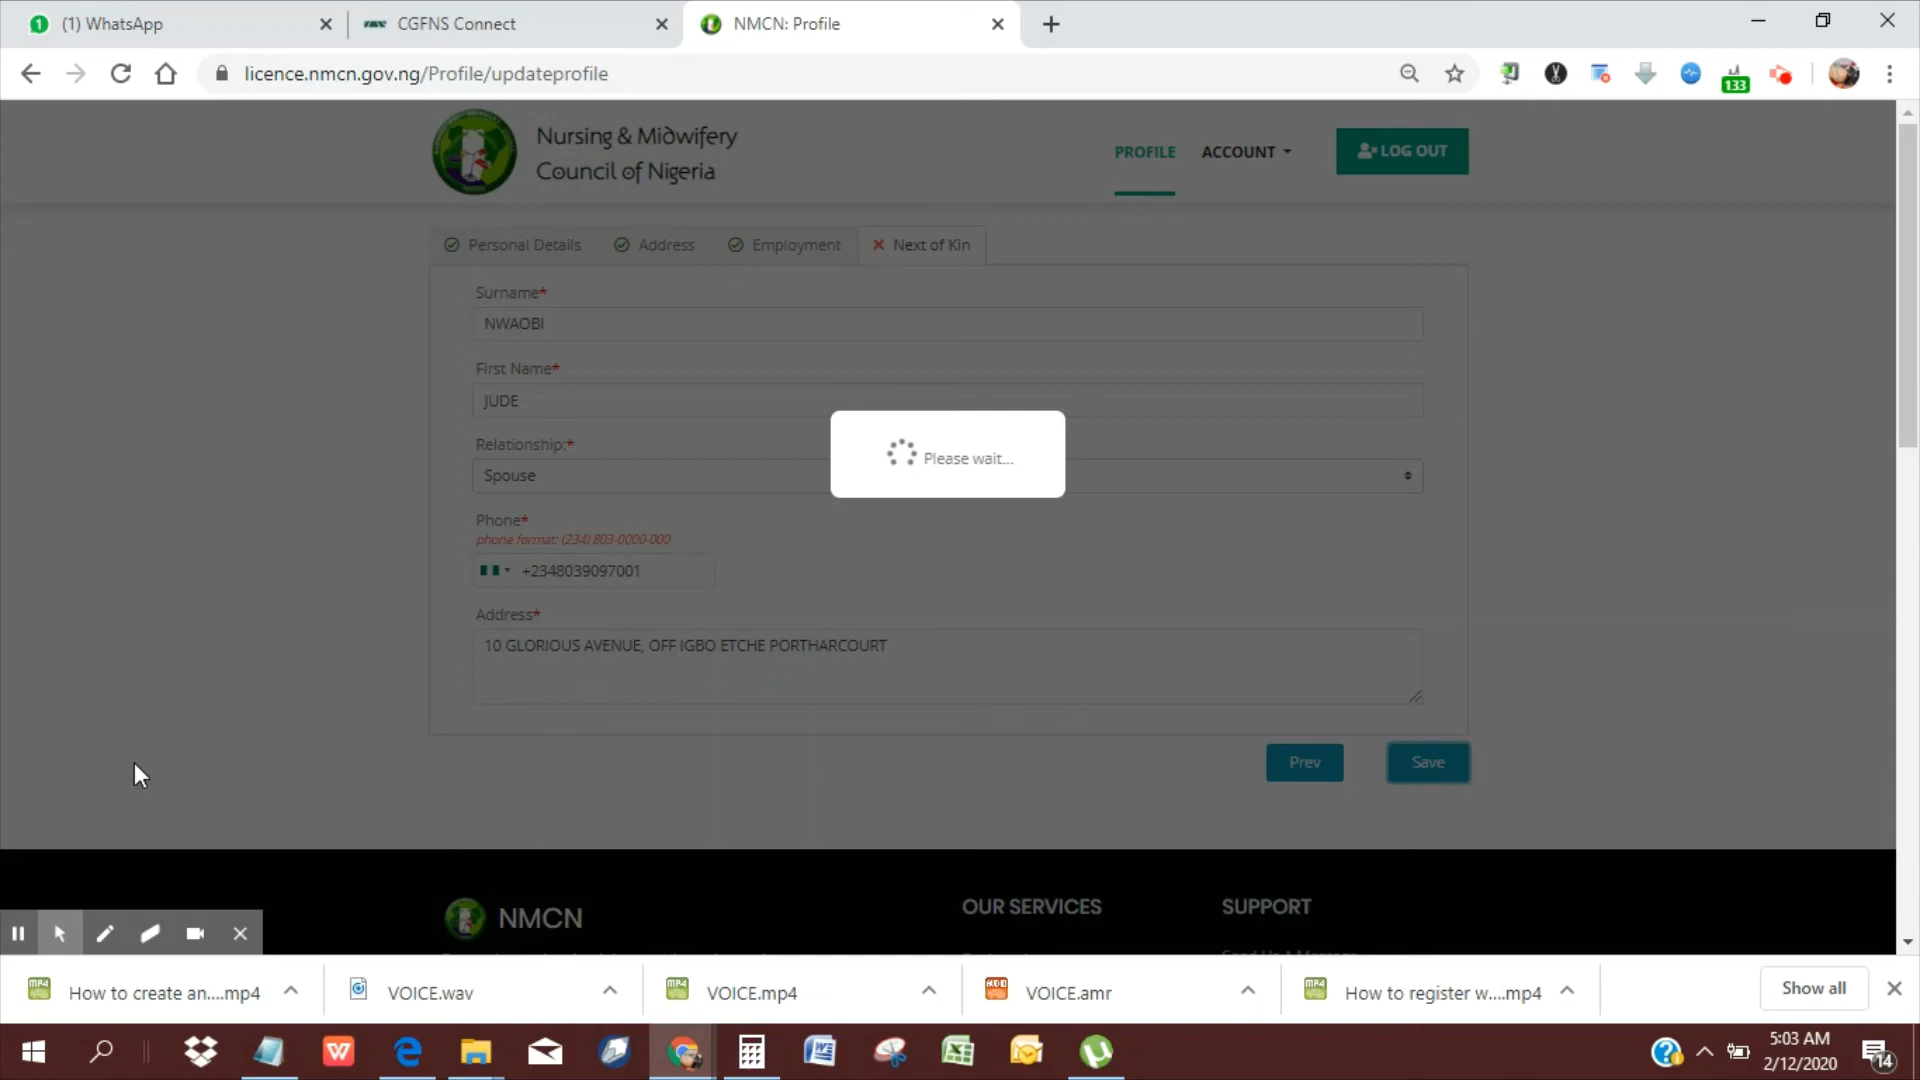 (1) WhatsApp
CGFNS Connect
NMCN: Profile
licence.nmcn.gov.ng/Profile/updateprofile
133
Nursing & Midwifery
Council of Nigeria
PROFILE
ACCOUNT
LOG OUT
Personal Details
Address
Employment
Next of Kin
Surname*
NWAOBI
First Name*
JUDE
Relationship:*
Spouse
Please wait...
Phone*
phone format: (234) 803-0000-000
+2348039097001
Address*
10 GLORIOUS AVENUE, OFF IGBO ETCHE PORTHARCOURT
Prev
Save
NMCN
OUR SERVICES
SUPPORT
How to create an....mp4
VOICE.wav
VOICE.mp4
VOICE.amr
How to register w....mp4
Show all
5:03 AM
2/12/2020
14